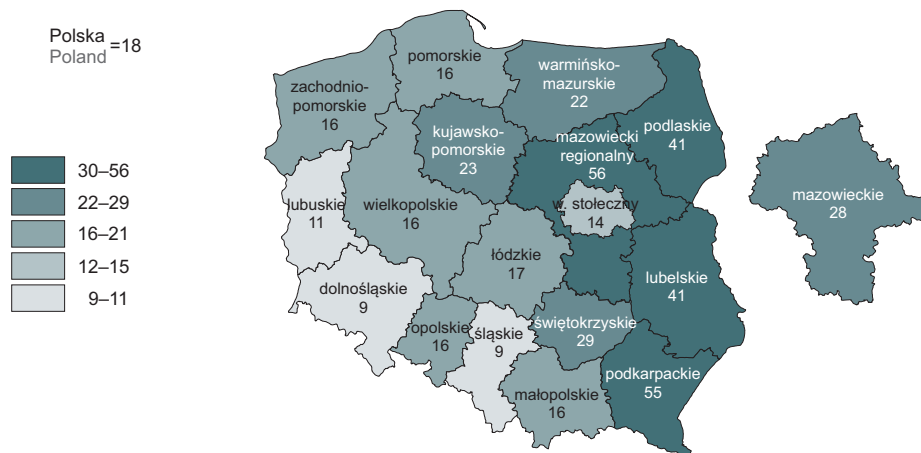 Polska
Poland =18
pomorskie
16
warmińsko-
mazurskie
22
zachodnio-
pomorskie
16
podlaskie
41
kujawsko-
pomorskie
23
mazowiecki
regionalny
56
mazowieckie
28
30–56
22–29
16–21
12–15
9–11
lubuskie
11
wielkopolskie
16
w. stołeczny
14
łódzkie
17
lubelskie
41
dolnośląskie
9
opolskie
16
śląskie
9
świętokrzyskie
29
małopolskie
16
podkarpackie
55